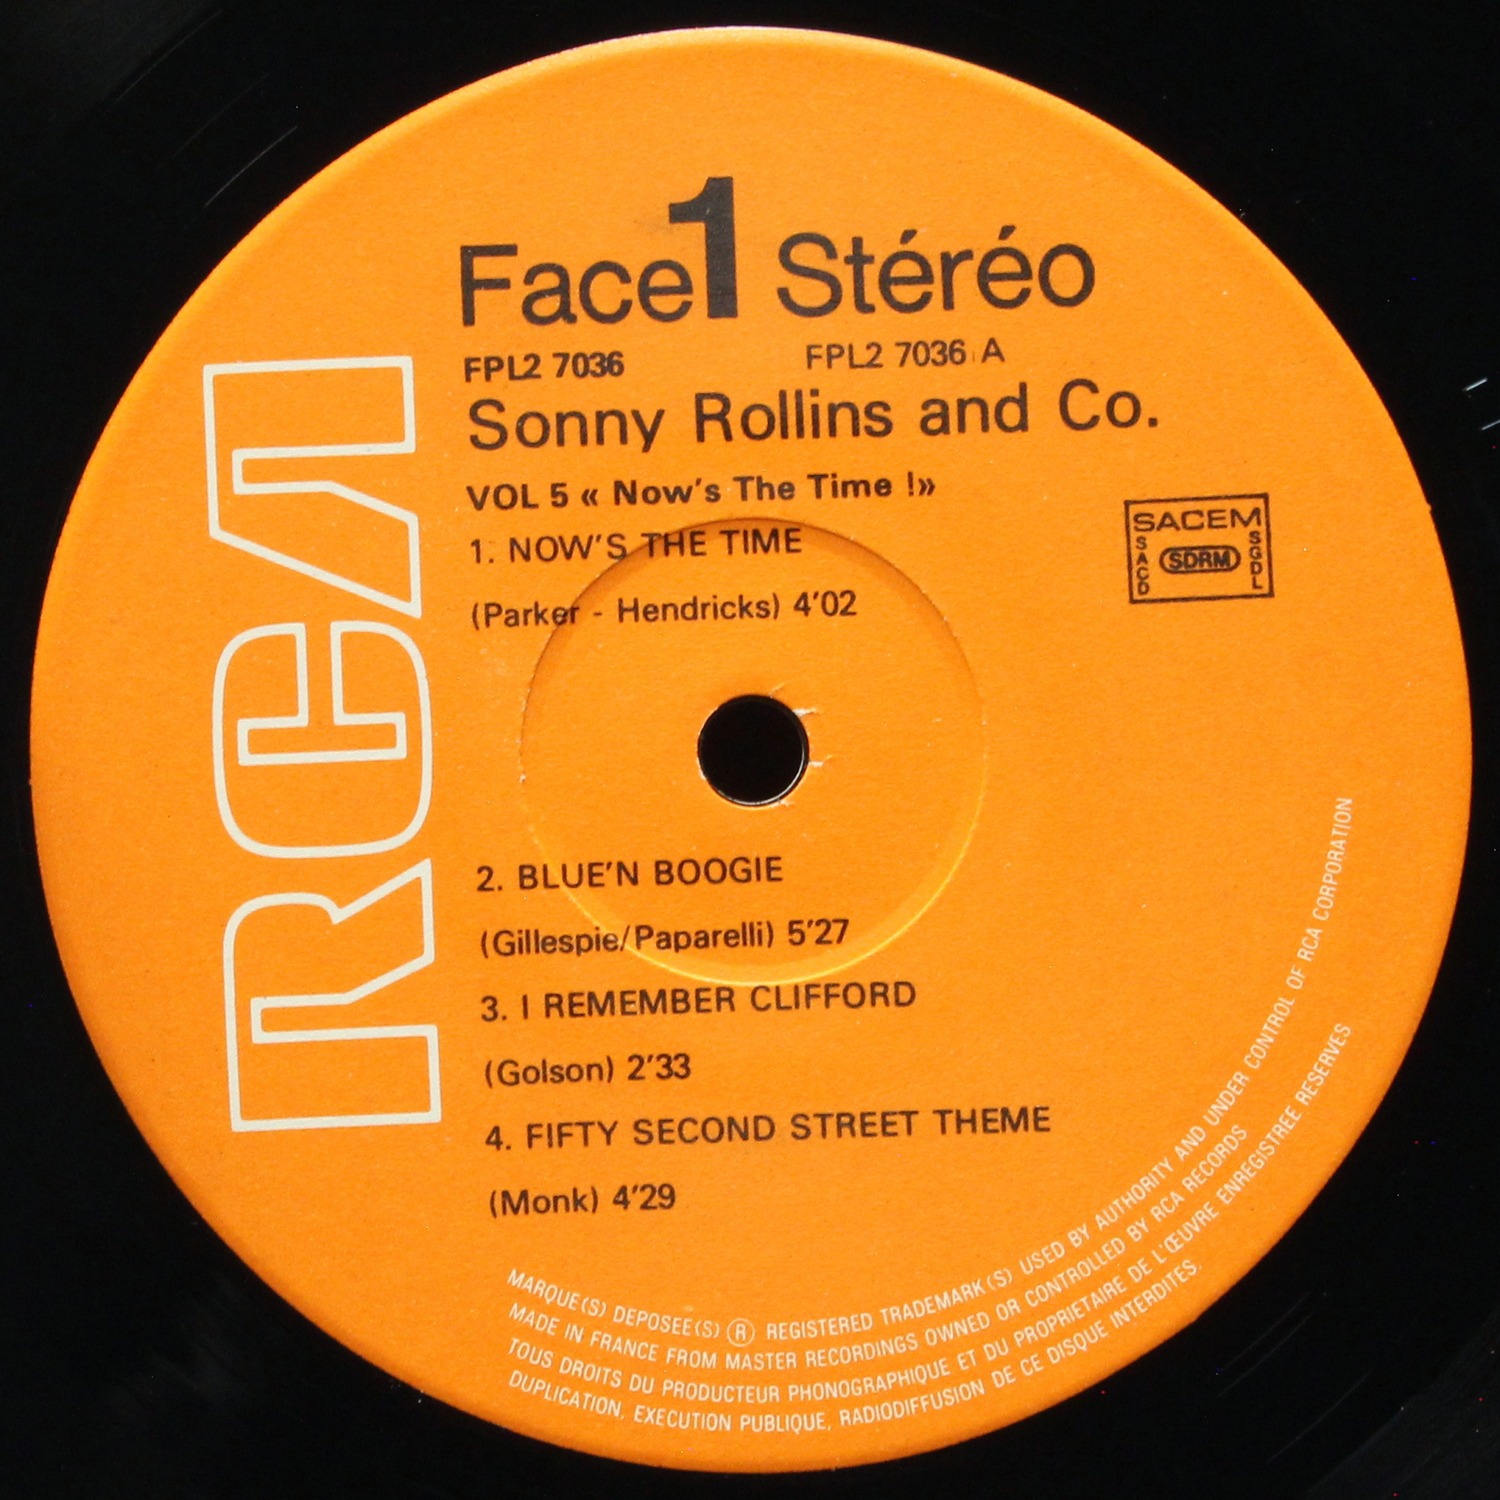 Face 1 Stéréo
FPL2 7036 FPL2 7036 A
Sonny Rollins and Co.
VOL 5 « Now's The Time !»
1. NOW'S THE TIME
(Parker - Hendricks) 4'02
SACEM
SACD SDRM SGDL
RCA
2. BLUE'N BOOGIE
(Gillespie/Paparelli) 5'27
3. I REMEMBER CLIFFORD
(Golson) 2'33
4. FIFTY SECOND STREET THEME
(Monk) 4'29
MARQUE(S) DEPOSEE(S) ® REGISTERED TRADEMARK(S) USED BY AUTHORITY AND UNDER CONTROL OF RCA CORPORATION
MADE IN FRANCE FROM MASTER RECORDINGS OWNED OR CONTROLLED BY RCA RECORDS
TOUS DROITS DU PRODUCTEUR PHONOGRAPHIQUE ET DU PROPRIETAIRE DE L'ŒUVRE ENREGISTREE RESERVES
DUPLICATION, EXECUTION PUBLIQUE, RADIODIFFUSION DE CE DISQUE INTERDITES.